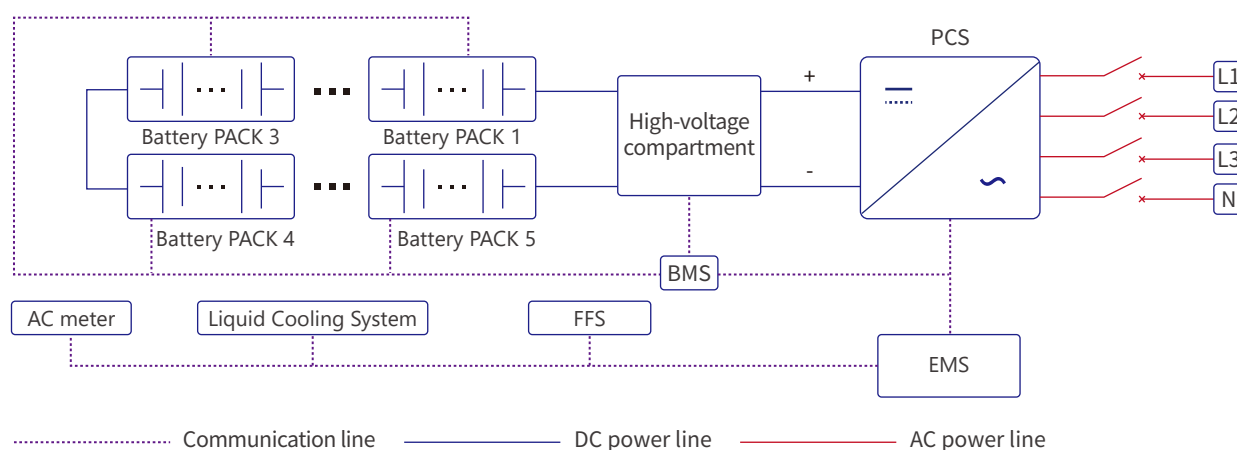 PCS
+
L1
Battery PACK 3
Battery PACK 1
High-voltage
compartment
L2
L3
-
N
Battery PACK 4
Battery PACK 5
BMS
AC meter
Liquid Cooling System
FFS
EMS
Communication line
DC power line
AC power line